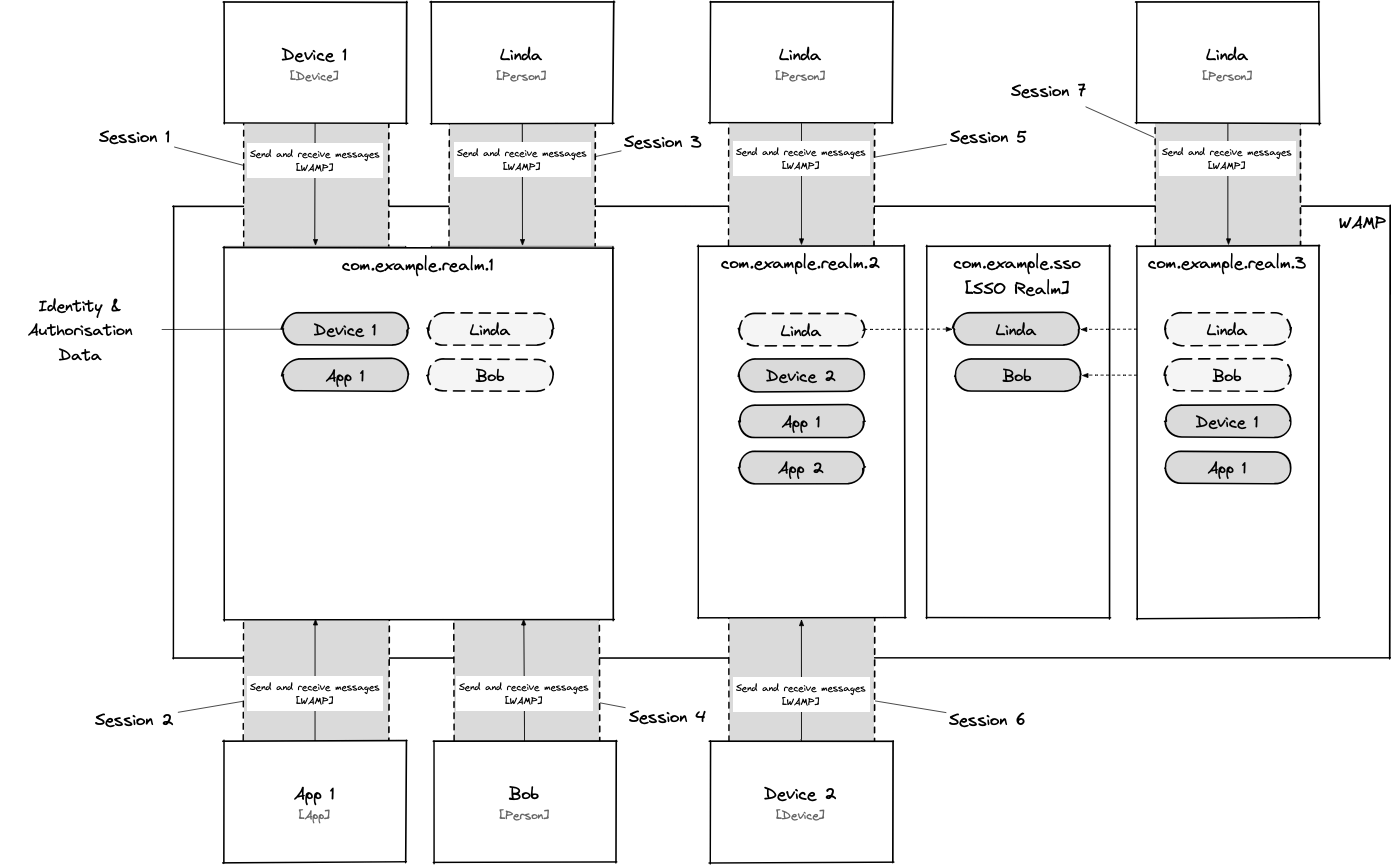 Device 1
[Device]
Linda
[Person]
Linda
[Person]
Linda
[Person]
Session 7
Session 1
Session 3
Session 5
Send and receive messages
[WAMP]
Send and receive messages
[WAMP]
Send and receive messages
[WAMP]
Send and receive messages
[WAMP]
WAMP
com.example.realm.1
com.example.realm.2
com.example.sso
[SSO Realm]
com.example.realm.3
Identity &
Authorisation
Data
Device 1
Linda
App 1
Bob
Linda
Device 2
App 1
App 2
Linda
Bob
Linda
Bob
Device 1
App 1
Send and receive messages
[WAMP]
Send and receive messages
[WAMP]
Send and receive messages
[WAMP]
Session 2
Session 4
Session 6
App 1
[App]
Bob
[Person]
Device 2
[Device]